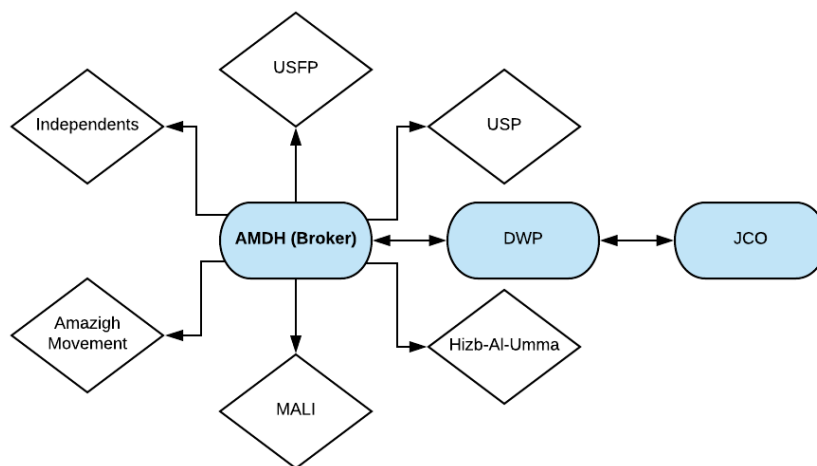 USFP
Independents
USP
AMDH (Broker)
DWP
JCO
Amazigh
Movement
Hizb-Al-Umma
MALI